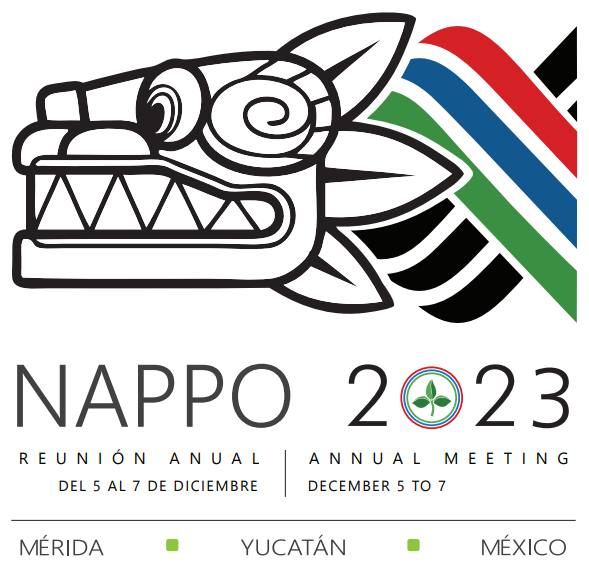 NAPPO 2023
REUNIÓN ANUAL | ANNUAL MEETING
DEL 5 AL 7 DE DICIEMBRE | DECEMBER 5 TO 7
MÉRIDA ▪ YUCATÁN ▪ MÉXICO